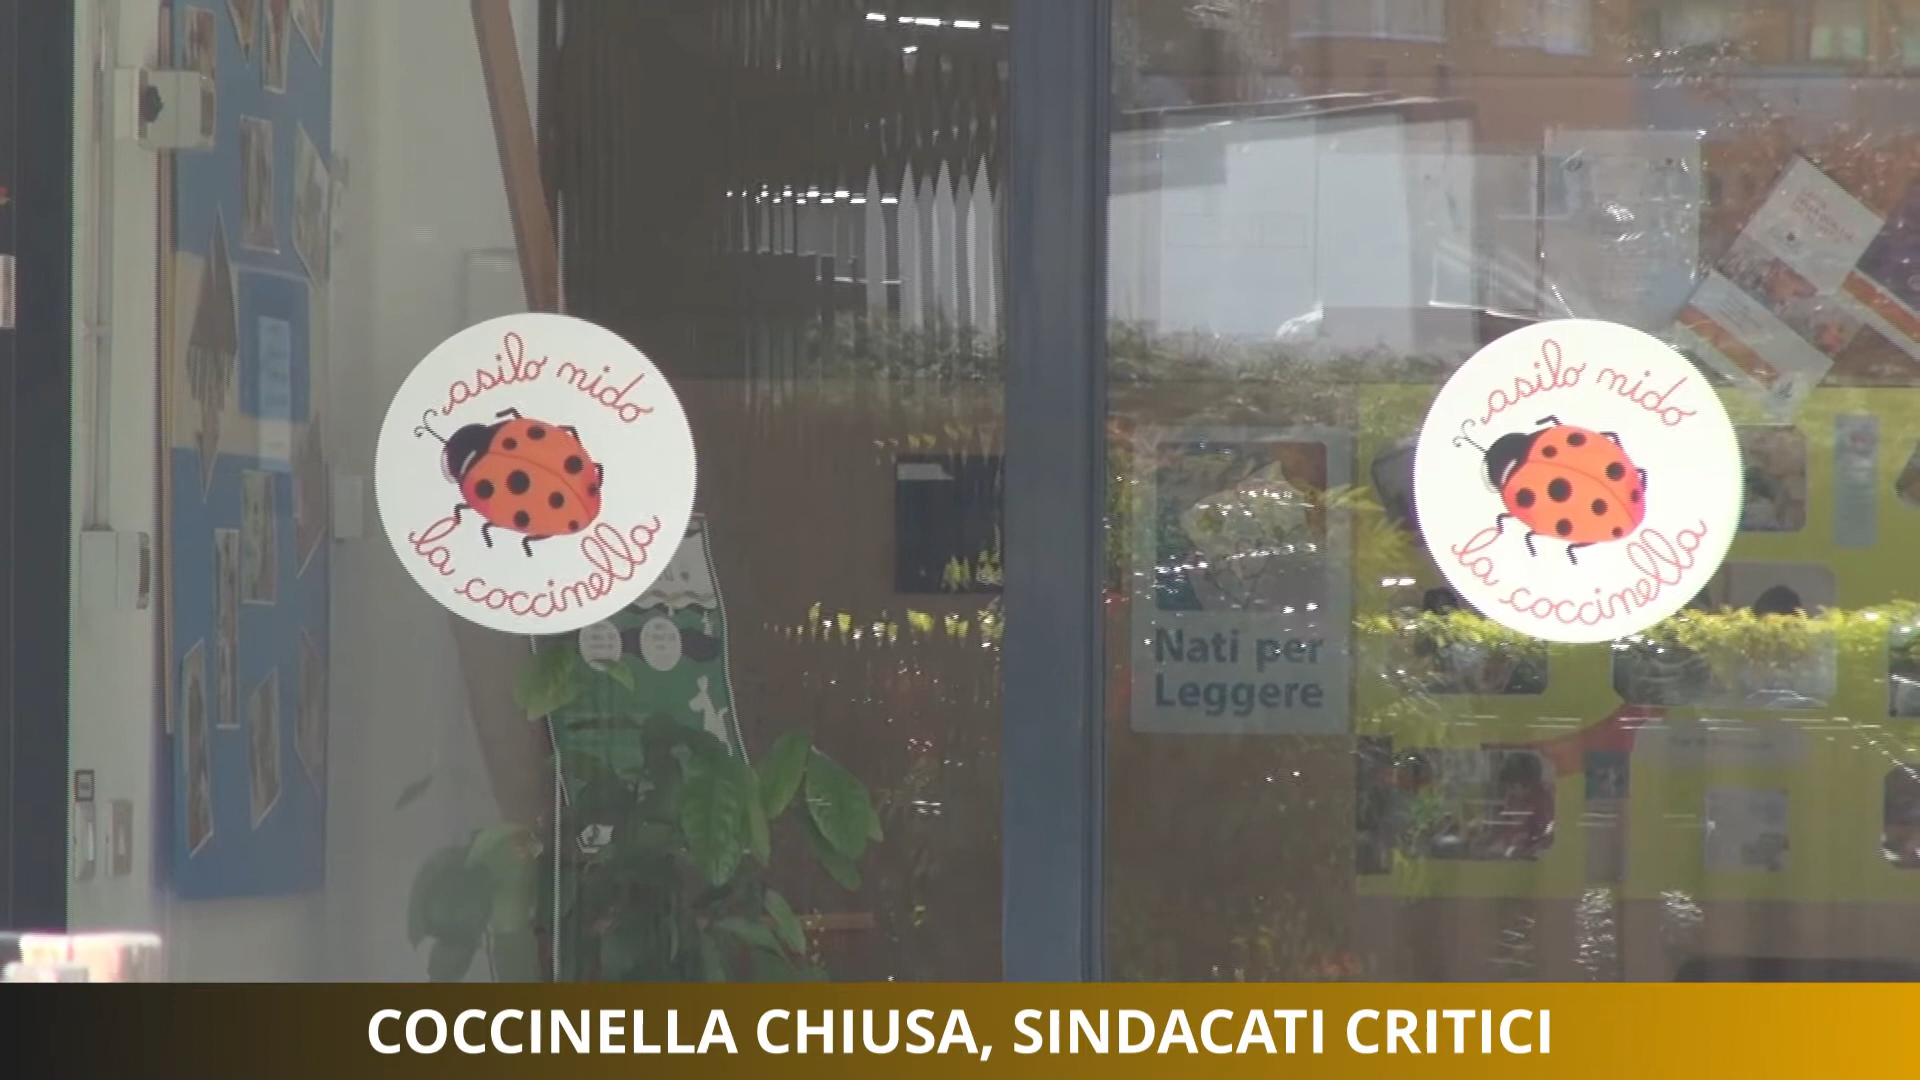 asilo nido
la coccinella
asilo nido
la coccinella
Nati per
Leggere
COCCINELLA CHIUSA, SINDACATI CRITICI